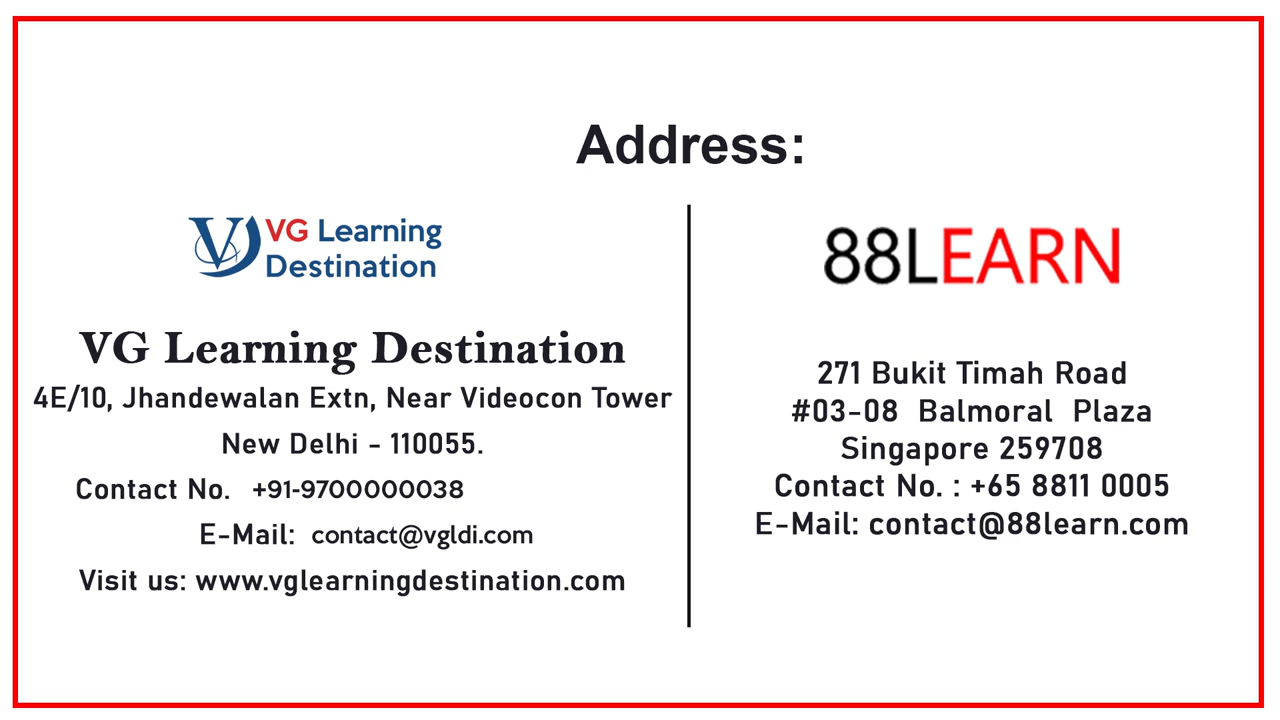 Address:
VG Learning
Destination
VG Learning Destination
4E/10, Jhandewalan Extn, Near Videocon Tower
New Delhi - 110055.
Contact No. +91-9700000038
E-Mail: contact@vgldi.com
Visit us: www.vglearningdestination.com
88LEARN
271 Bukit Timah Road
#03-08 Balmoral Plaza
Singapore 259708
Contact No. : +65 8811 0005
E-Mail: contact@88learn.com